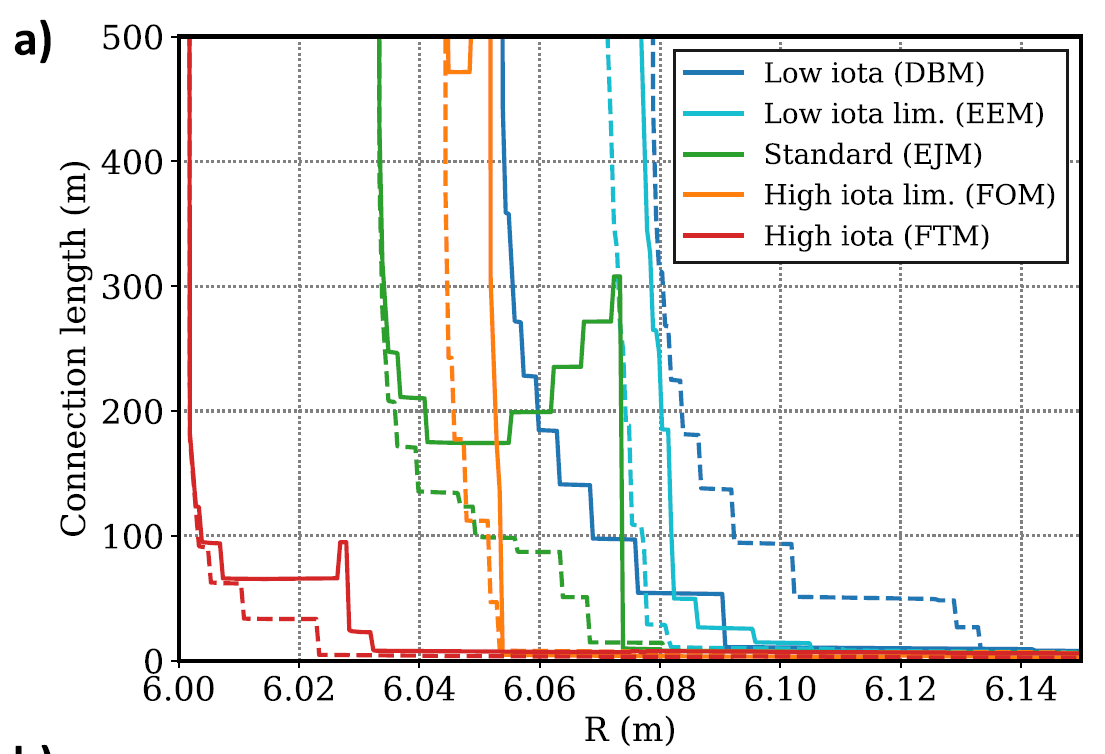 a)
500
400
300
200
100
0
Connection length (m)
Low iota (DBM)
Low iota lim. (EEM)
Standard (EJM)
High iota lim. (FOM)
High iota (FTM)
6.00 6.02 6.04 6.06 6.08 6.10 6.12 6.14
R (m)